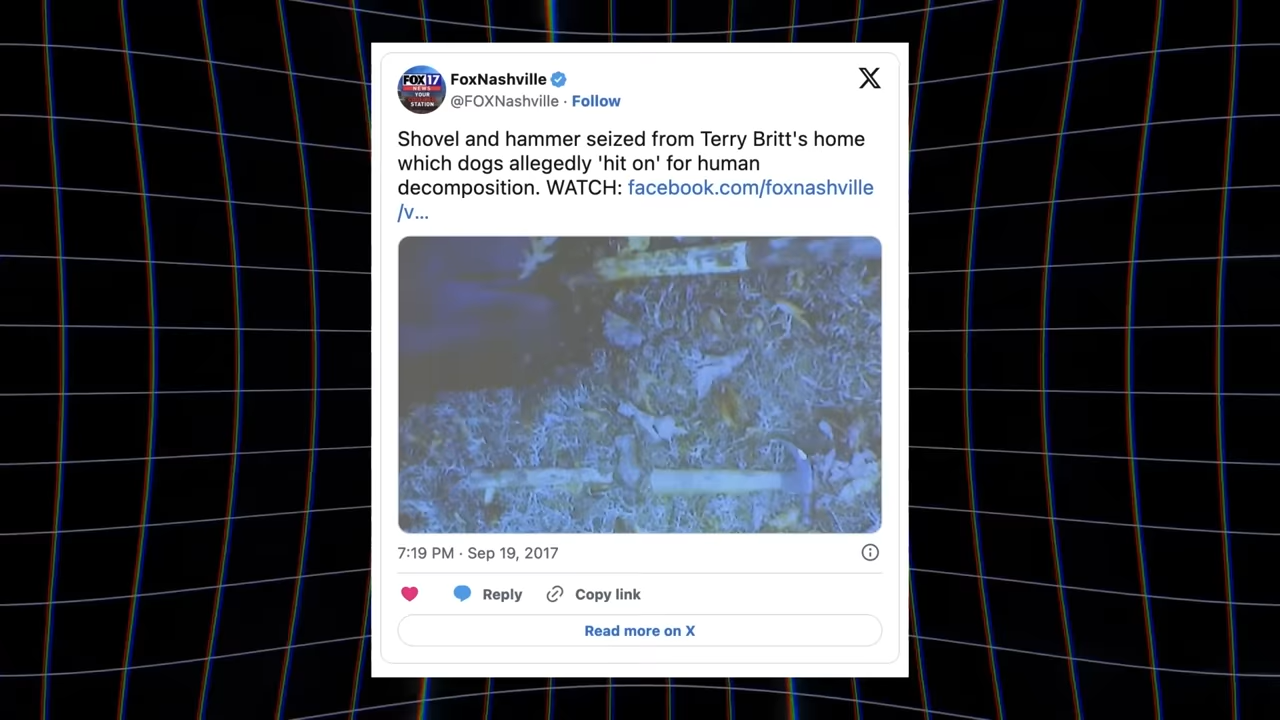 FOX 17
NEWS
YOUR
STATION
FoxNashville
@FOXNashville · Follow
Shovel and hammer seized from Terry Britt's home
which dogs allegedly 'hit on' for human
decomposition. WATCH: facebook.com/foxnashville
/v…
7:19 PM · Sep 19, 2017
Reply
Copy link
Read more on X